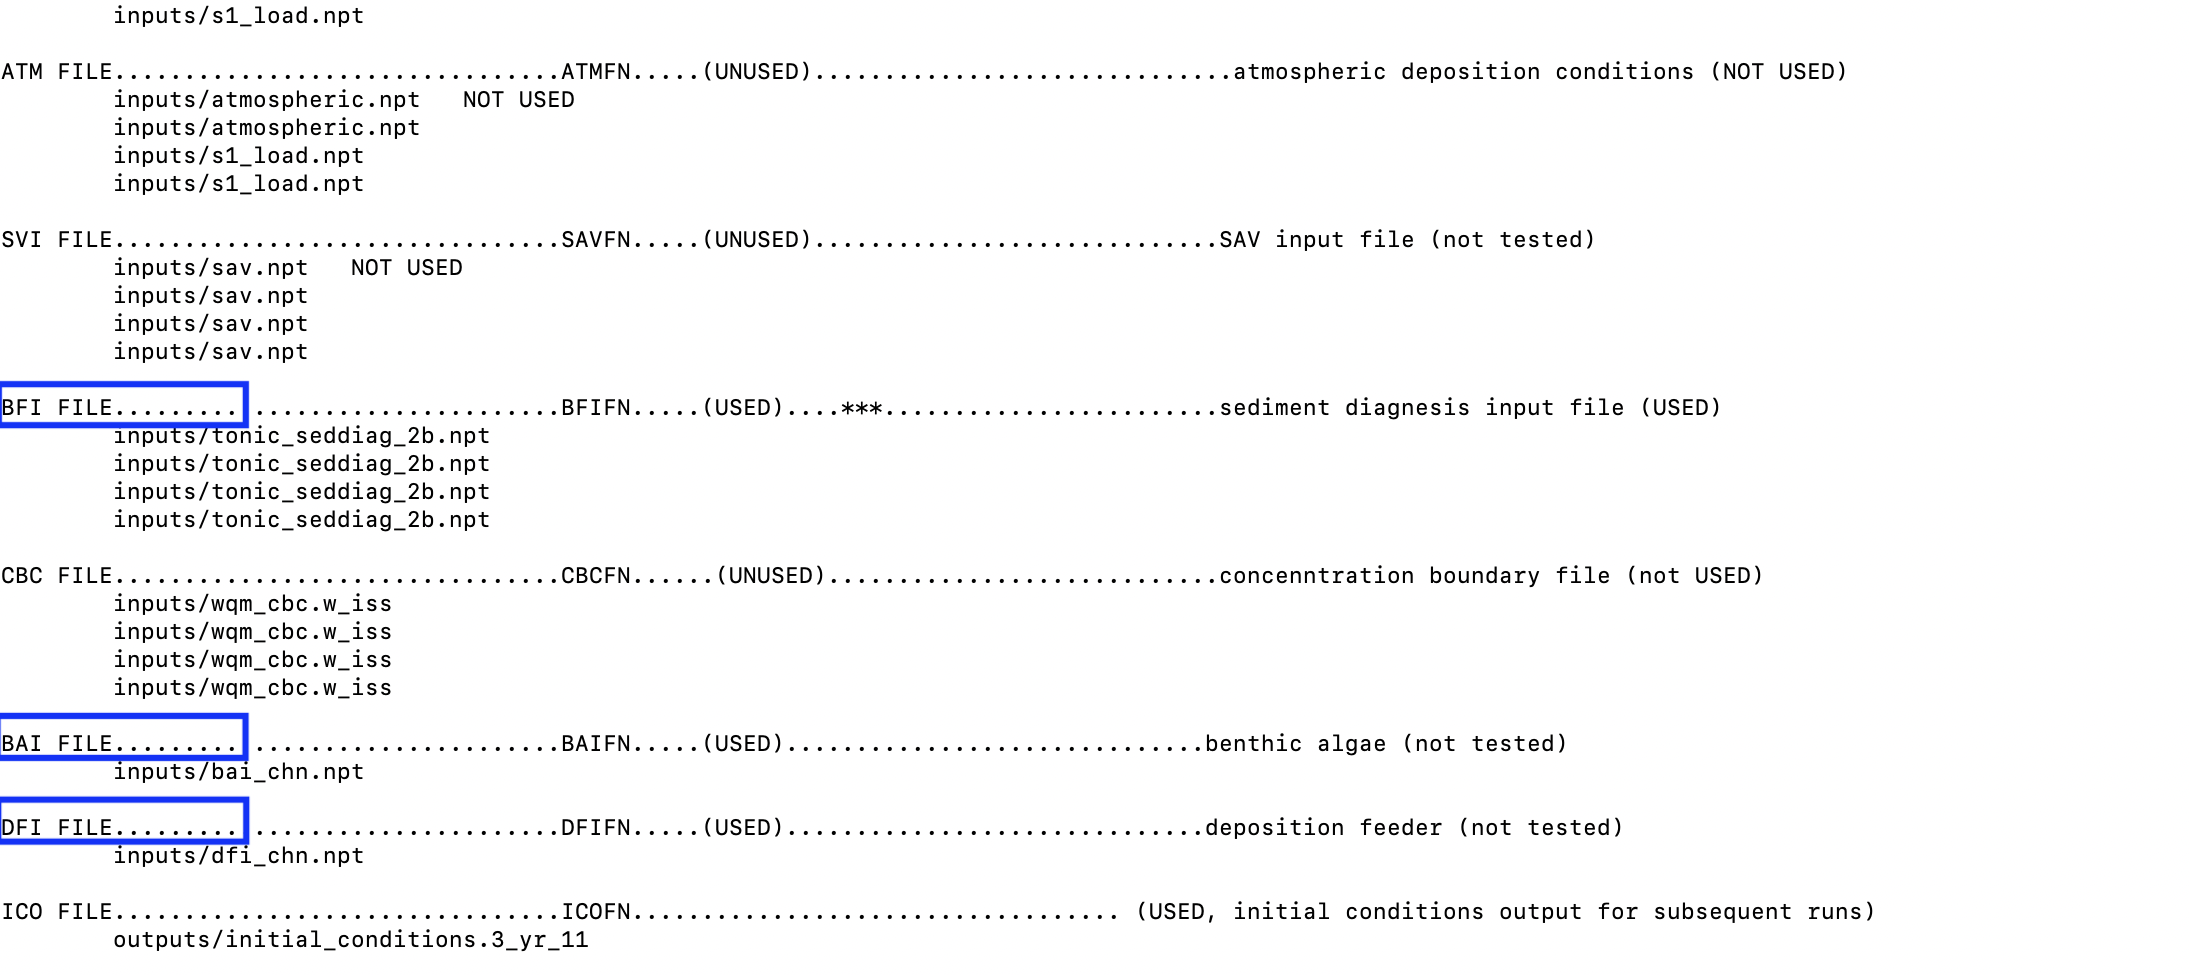 inputs/s1_load.npt
ATM FILE................................ATMFN.....(UNUSED)..............................atmospheric deposition conditions (NOT USED)
inputs/atmospheric.npt   NOT USED
inputs/atmospheric.npt
inputs/s1_load.npt
inputs/s1_load.npt
SVI FILE................................SAVFN.....(UNUSED).............................SAV input file (not tested)
inputs/sav.npt   NOT USED
inputs/sav.npt
inputs/sav.npt
inputs/sav.npt
BFI FILE......... ......................BFIFN.....(USED)....***........................sediment diagnesis input file (USED)
inputs/tonic_seddiag_2b.npt
inputs/tonic_seddiag_2b.npt
inputs/tonic_seddiag_2b.npt
inputs/tonic_seddiag_2b.npt
CBC FILE................................CBCFN......(UNUSED)............................concenntration boundary file (not USED)
inputs/wqm_cbc.w_iss
inputs/wqm_cbc.w_iss
inputs/wqm_cbc.w_iss
inputs/wqm_cbc.w_iss
BAI FILE......... ......................BAIFN.....(USED)..............................benthic algae (not tested)
inputs/bai_chn.npt
DFI FILE......... ......................DFIFN.....(USED)..............................deposition feeder (not tested)
inputs/dfi_chn.npt
ICO FILE................................ICOFN................................... (USED, initial conditions output for subsequent runs)
outputs/initial_conditions.3_yr_11